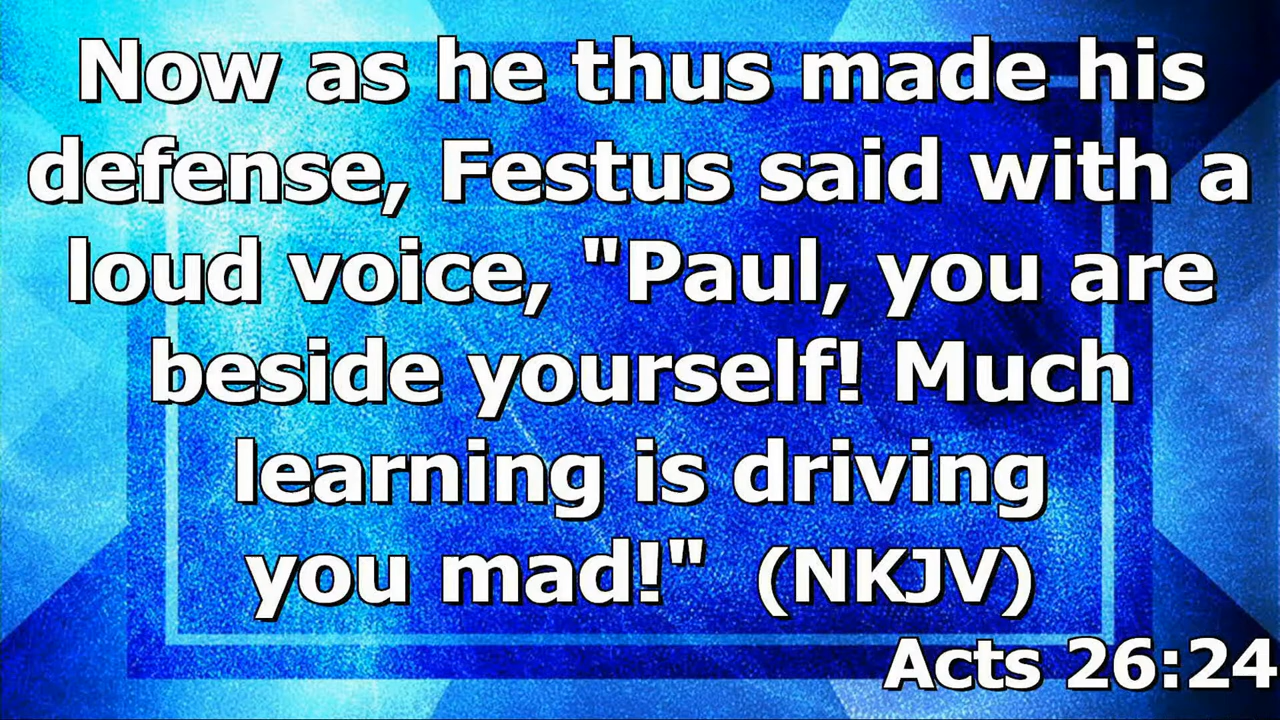 Now as he thus made his
defense, Festus said with a
loud voice, "Paul, you are
beside yourself! Much
learning is driving
you mad!" (NKJV)
Acts 26:24